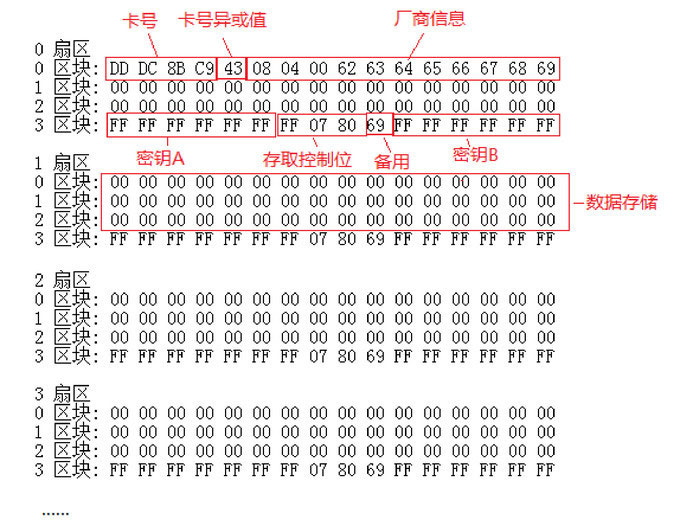 卡号 卡号异或值 厂商信息
0 扇区
0 区块: DD DC 8B C9 43 08 04 00 62 63 64 65 66 67 68 69
1 区块: 00 00 00 00 00 00 00 00 00 00 00 00 00 00 00 00
2 区块: 00 00 00 00 00 00 00 00 00 00 00 00 00 00 00 00
3 区块: FF FF FF FF FF FF FF 07 80 69 FF FF FF FF FF FF
密钥A 存取控制位 备用 密钥B
1 扇区
0 区块: 00 00 00 00 00 00 00 00 00 00 00 00 00 00 00 00
1 区块: 00 00 00 00 00 00 00 00 00 00 00 00 00 00 00 00
数据存储
2 区块: 00 00 00 00 00 00 00 00 00 00 00 00 00 00 00 00
3 区块: FF FF FF FF FF FF FF 07 80 69 FF FF FF FF FF FF
2 扇区
0 区块: 00 00 00 00 00 00 00 00 00 00 00 00 00 00 00 00
1 区块: 00 00 00 00 00 00 00 00 00 00 00 00 00 00 00 00
2 区块: 00 00 00 00 00 00 00 00 00 00 00 00 00 00 00 00
3 区块: FF FF FF FF FF FF FF 07 80 69 FF FF FF FF FF FF
3 扇区
0 区块: 00 00 00 00 00 00 00 00 00 00 00 00 00 00 00 00
1 区块: 00 00 00 00 00 00 00 00 00 00 00 00 00 00 00 00
2 区块: 00 00 00 00 00 00 00 00 00 00 00 00 00 00 00 00
3 区块: FF FF FF FF FF FF FF 07 80 69 FF FF FF FF FF FF
......